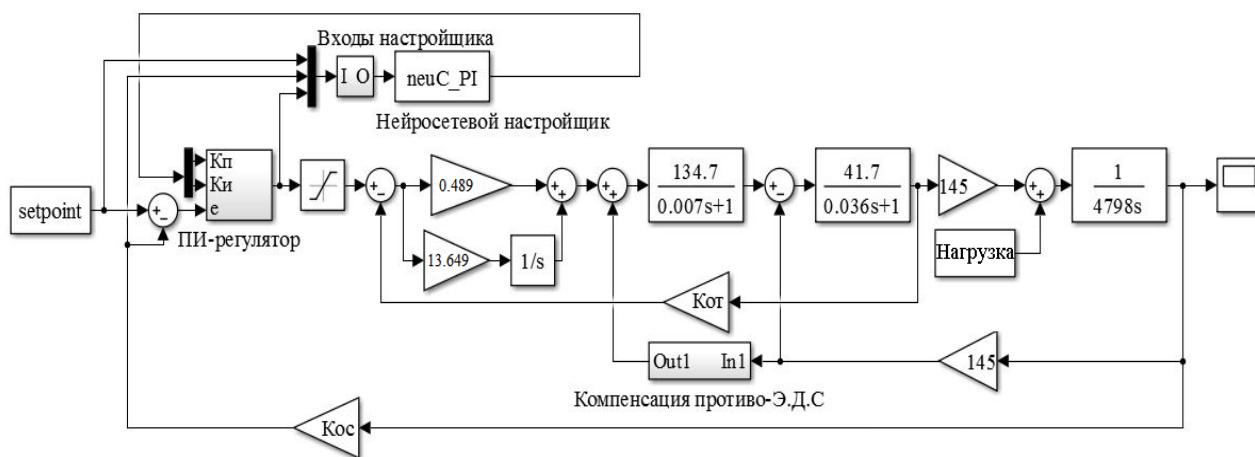 Входы настройщика
I O
neuC_PI
Нейросетевой настройщик
Кп
Ки
e
setpoint
+
-
ПИ-регулятор
+
-
0.489
13.649
1/s
+
+
+
+
134.7
0.007s+1
+
-
41.7
0.036s+1
145
Нагрузка
+
+
1
4798s
Кот
Out1 In1
145
Компенсация противо-Э.Д.С
Кос